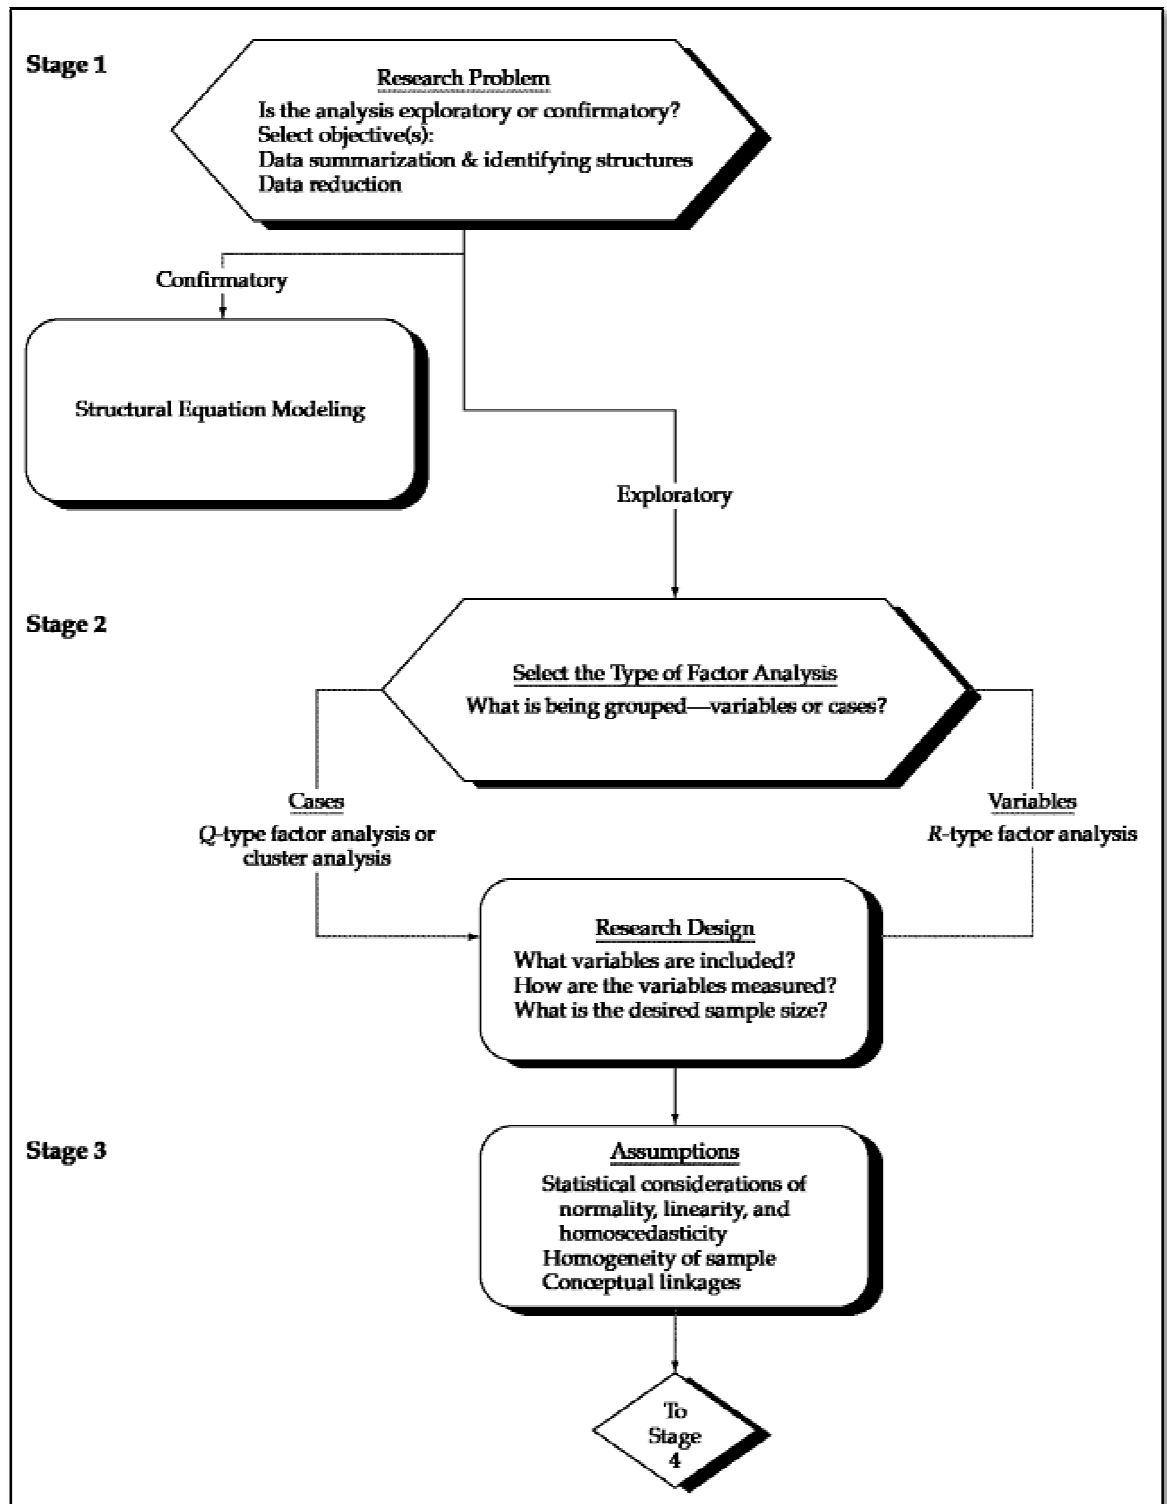 Stage 1
Research Problem
Is the analysis exploratory or confirmatory?
Select objective(s):
Data summarization & identifying structures
Data reduction
Confirmatory
Structural Equation Modeling
Exploratory
Stage 2
Select the Type of Factor Analysis
What is being grouped—variables or cases?
Cases
Q-type factor analysis or
cluster analysis
Variables
R-type factor analysis
Research Design
What variables are included?
How are the variables measured?
What is the desired sample size?
Stage 3
Assumptions
Statistical considerations of
normality, linearity, and
homoscedasticity
Homogeneity of sample
Conceptual linkages
To
Stage
4